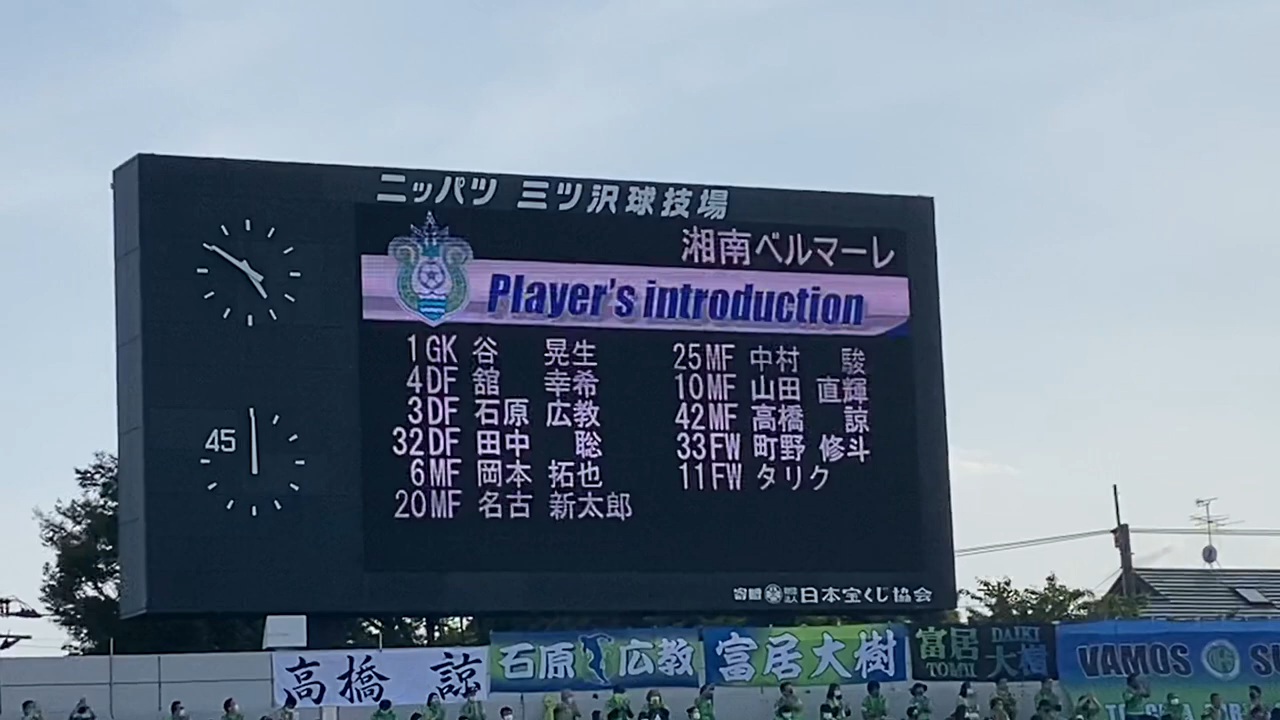 ニッパツ 三ツ沢球技場
湘南ベルマーレ
Player's introduction
1 GK 谷 晃生
4 DF 舘 幸希
3 DF 石原 広教
32 DF 田中 聡
6 MF 岡本 拓也
20 MF 名古 新太郎
25 MF 中村 駿
10 MF 山田 直輝
42 MF 高橋 諒
33 FW 町野 修斗
11 FW タリク
45
日本宝くじ協会
高橋 諒
石原 広教
富居大樹
富居 大樹
DAIKI
TOMII
VAMOS